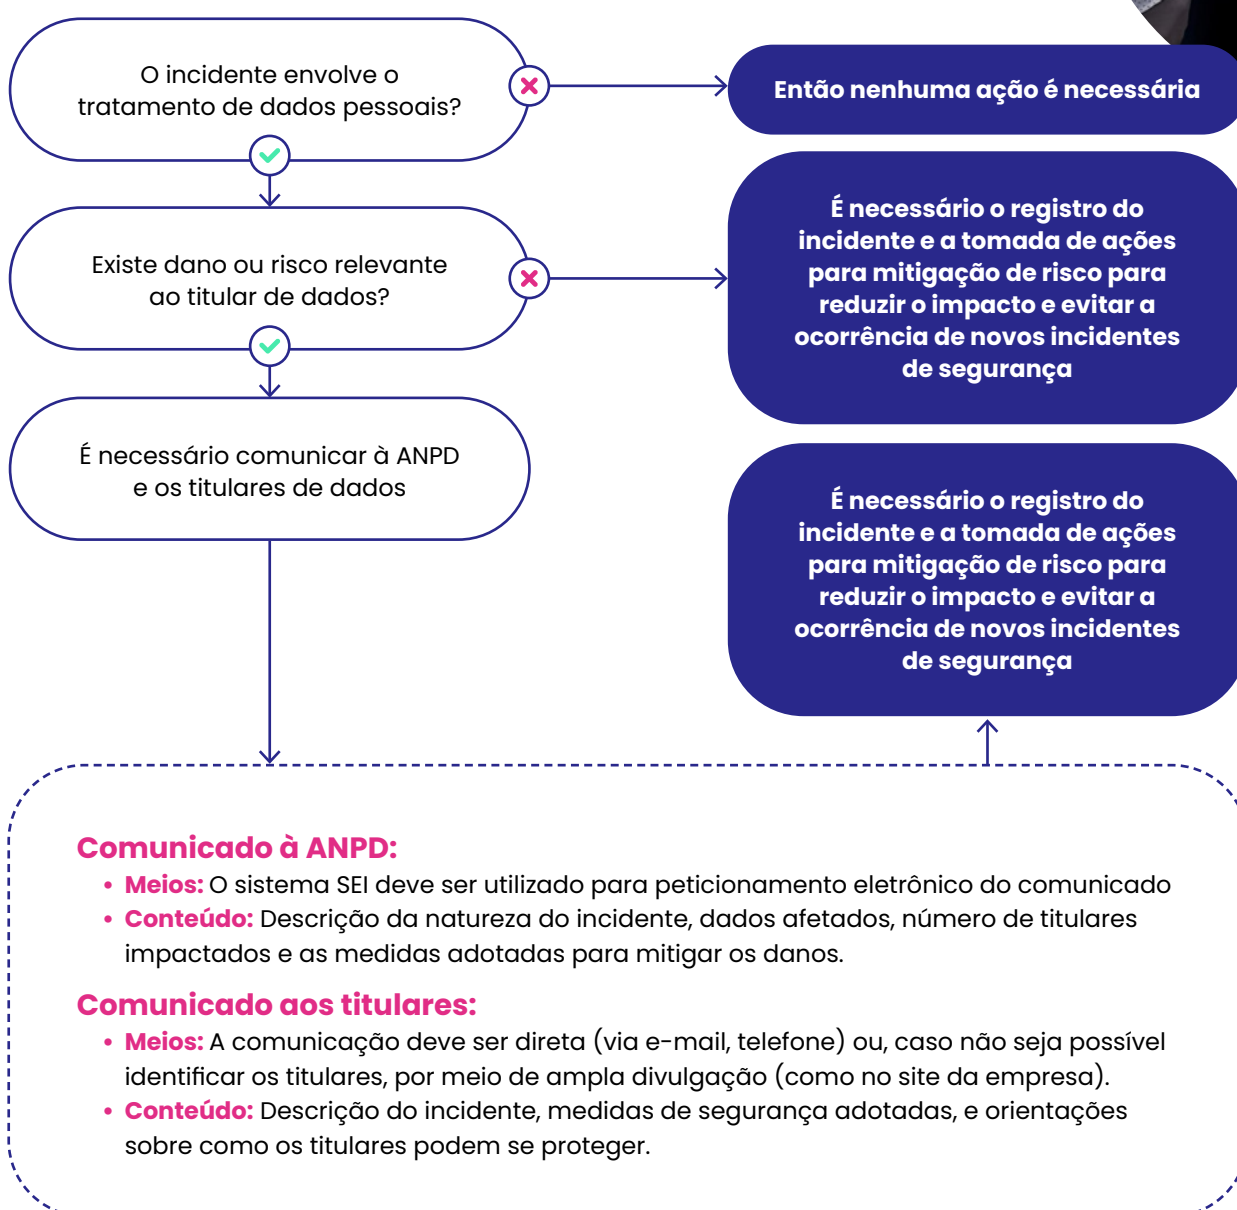 O incidente envolve o
tratamento de dados pessoais?
Então nenhuma ação é necessária
Existe dano ou risco relevante
ao titular de dados?
É necessário o registro do
incidente e a tomada de ações
para mitigação de risco para
reduzir o impacto e evitar a
ocorrência de novos incidentes
de segurança
É necessário comunicar à ANPD
e os titulares de dados
É necessário o registro do
incidente e a tomada de ações
para mitigação de risco para
reduzir o impacto e evitar a
ocorrência de novos incidentes
de segurança
Comunicado à ANPD:
• Meios: O sistema SEI deve ser utilizado para peticionamento eletrônico do comunicado
• Conteúdo: Descrição da natureza do incidente, dados afetados, número de titulares
impactados e as medidas adotadas para mitigar os danos.
Comunicado aos titulares:
• Meios: A comunicação deve ser direta (via e-mail, telefone) ou, caso não seja possível
identificar os titulares, por meio de ampla divulgação (como no site da empresa).
• Conteúdo: Descrição do incidente, medidas de segurança adotadas, e orientações
sobre como os titulares podem se proteger.